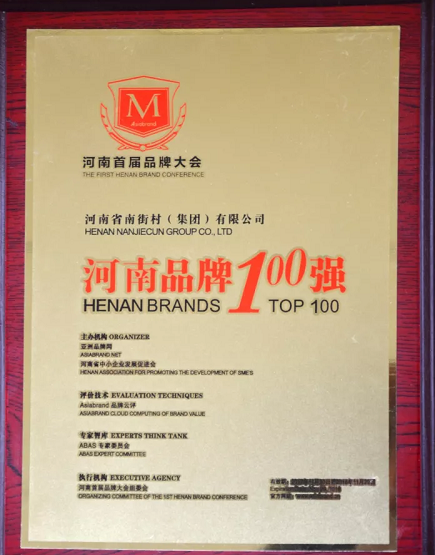 M
Asiabrand
河南首届品牌大会
THE FIRST HENAN BRAND CONFERENCE
河南省南街村（集团）有限公司
HENAN NANJIECUN GROUP CO., LTD
河南品牌100强
HENAN BRANDS TOP 100
主办机构 ORGANIZER
亚洲品牌网
ASIABRAND.NET
河南省中小企业发展促进会
HENAN ASSOCIATION FOR PROMOTING THE DEVELOPMENT OF SME'S
评价技术 EVALUATION TECHNIQUES
Asiabrand 品牌云评
ASIABRAND CLOUD COMPUTING OF BRAND VALUE
专家智库 EXPERTS THINK TANK
ABAS 专家委员会
ABAS EXPERT COMMITTEE
执行机构 EXECUTIVE AGENCY
河南首届品牌大会组委会
ORGANIZING COMMITTEE OF THE 1ST HENAN BRAND CONFERENCE
有效期:
官方网站: